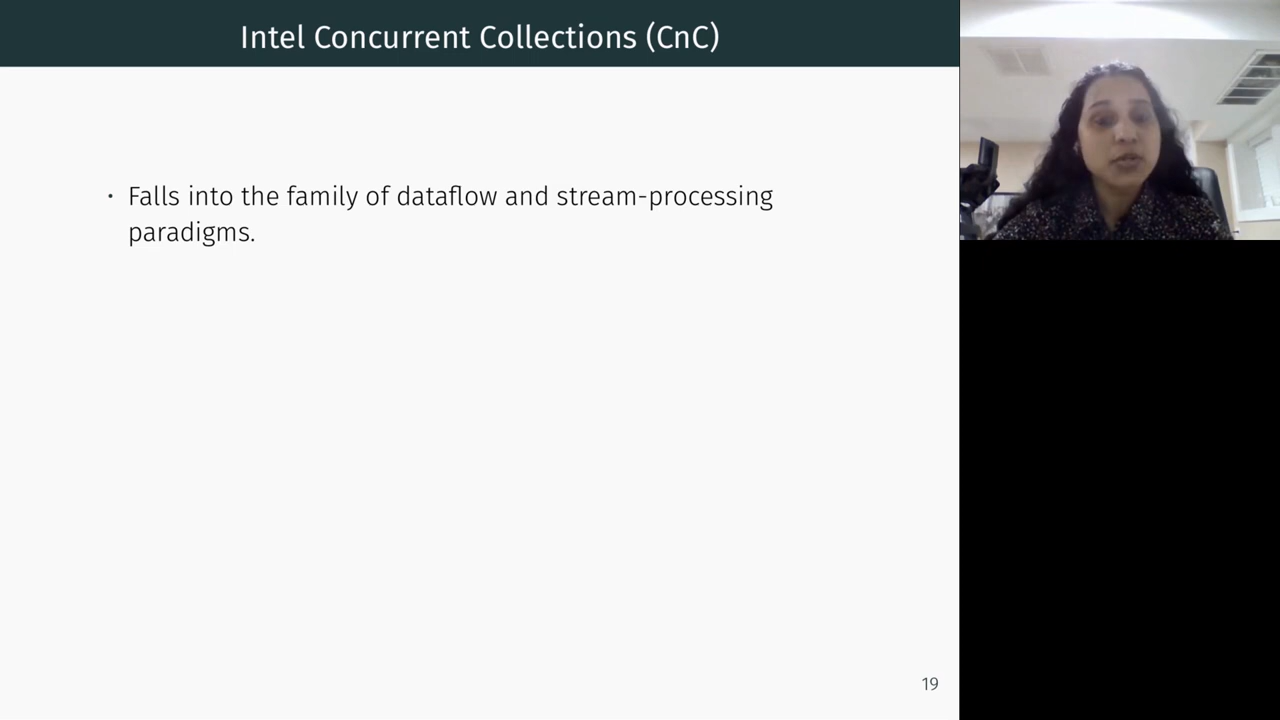 Intel Concurrent Collections (CnC)
• Falls into the family of dataflow and stream-processing
paradigms.
19